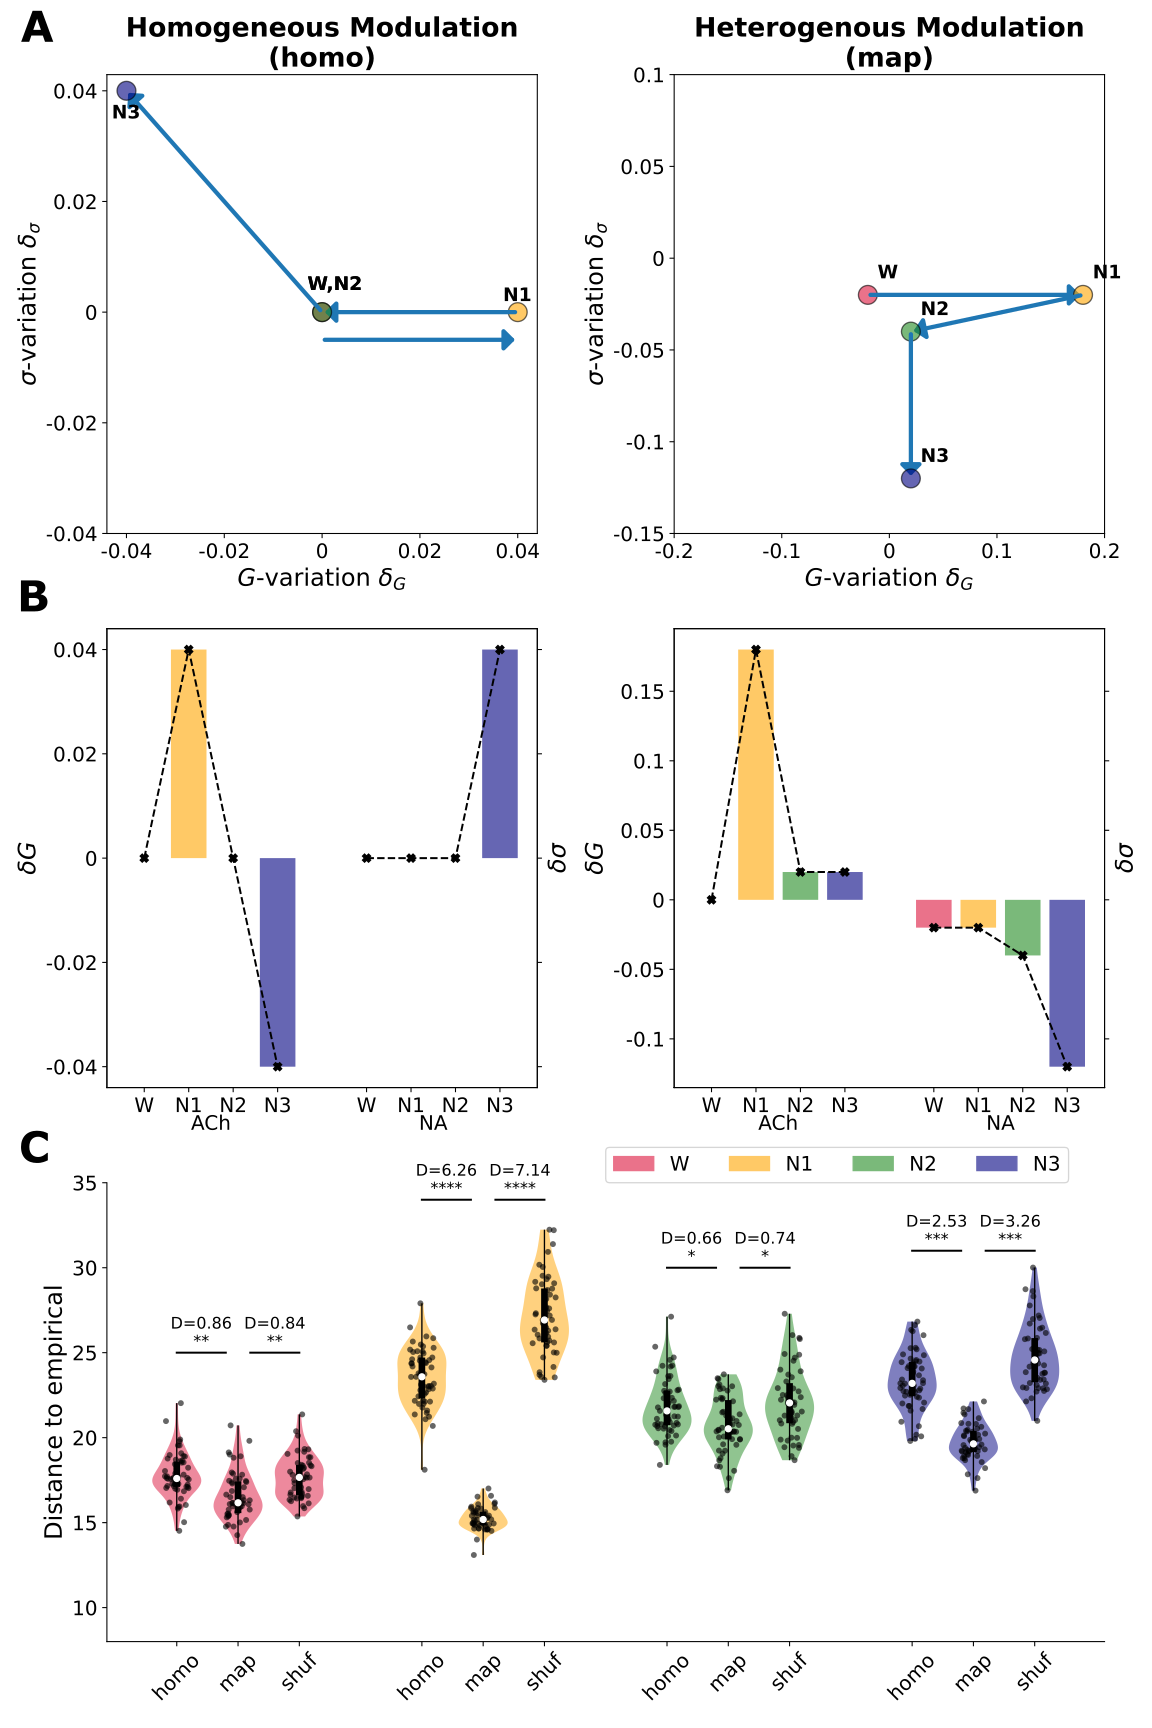 A
Homogeneous Modulation
(homo)
Heterogenous Modulation
(map)
0.04
0.02
0
-0.02
-0.04
σ-variation δσ
N3
W,N2
N1
-0.04
-0.02
0
0.02
0.04
G-variation δG
0.1
0.05
0
-0.05
-0.1
-0.15
σ-variation δσ
W
N1
N2
N3
-0.2
-0.1
0
0.1
0.2
G-variation δG
B
0.04
0.02
0
-0.02
-0.04
δG
δσ
W
N1
N2
N3
ACh
W
N1
N2
N3
NA
0.15
0.1
0.05
0
-0.05
-0.1
δG
δσ
W
N1
N2
N3
ACh
W
N1
N2
N3
NA
C
W
N1
N2
N3
35
30
25
20
15
10
Distance to empirical
D=0.86
**
D=0.84
**
D=6.26
****
D=7.14
****
D=0.66
*
D=0.74
*
D=2.53
***
D=3.26
***
homo
map
shuf
homo
map
shuf
homo
map
shuf
homo
map
shuf